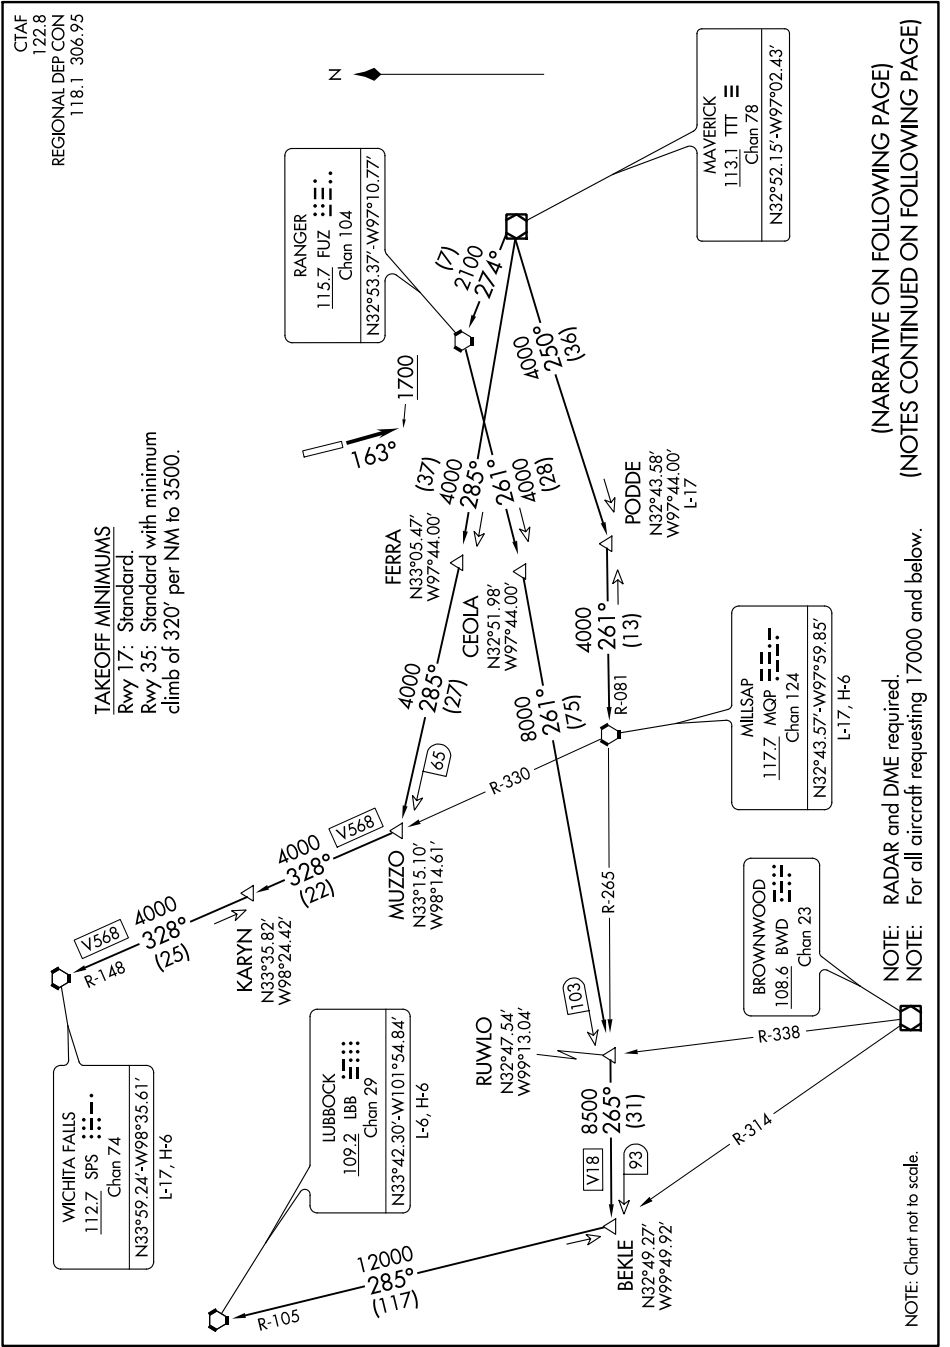 CTAF
122.8
REGIONAL DEP CON
118.1 306.95
TAKEOFF MINIMUMS
Rwy 17: Standard.
Rwy 35: Standard with minimum
climb of 320' per NM to 3500.
N
RANGER
115.7 FUZ
Chan 104
N32°53.37'-W97°10.77'
MAVERICK
113.1 TTT
Chan 78
N32°52.15'-W97°02.43'
163°
1700
(7)
2100
274°
4000
250°
(36)
(37)
4000
285°
261°
4000
(28)
FERRA
N33°05.47'
W97°44.00'
CEOLA
N32°51.98'
W97°44.00'
PODDE
N32°43.58'
W97°44.00'
L-17
4000
285°
(27)
65
8000
261°
(75)
4000
261°
(13)
R-081
R-330
R-265
MILLSAP
117.7 MQP
Chan 124
N32°43.57'-W97°59.85'
L-17, H-6
MUZZO
N33°15.10'
W98°14.61'
V568
4000
328°
(22)
KARYN
N33°35.82'
W98°24.42'
V568
4000
328°
(25)
R-148
WICHITA FALLS
112.7 SPS
Chan 74
N33°59.24'-W98°35.61'
L-17, H-6
LUBBOCK
109.2 LBB
Chan 29
N33°42.30'-W101°54.84'
L-6, H-6
RUWLO
N32°47.54'
W99°13.04'
103
8500
265°
(31)
V18
93
BEKLE
N32°49.27'
W99°49.92'
12000
285°
(117)
R-105
BROWNWOOD
108.6 BWD
Chan 23
R-338
R-314
NOTE: RADAR and DME required.
NOTE: For all aircraft requesting 17000 and below.
(NARRATIVE ON FOLLOWING PAGE)
(NOTES CONTINUED ON FOLLOWING PAGE)
NOTE: Chart not to scale.